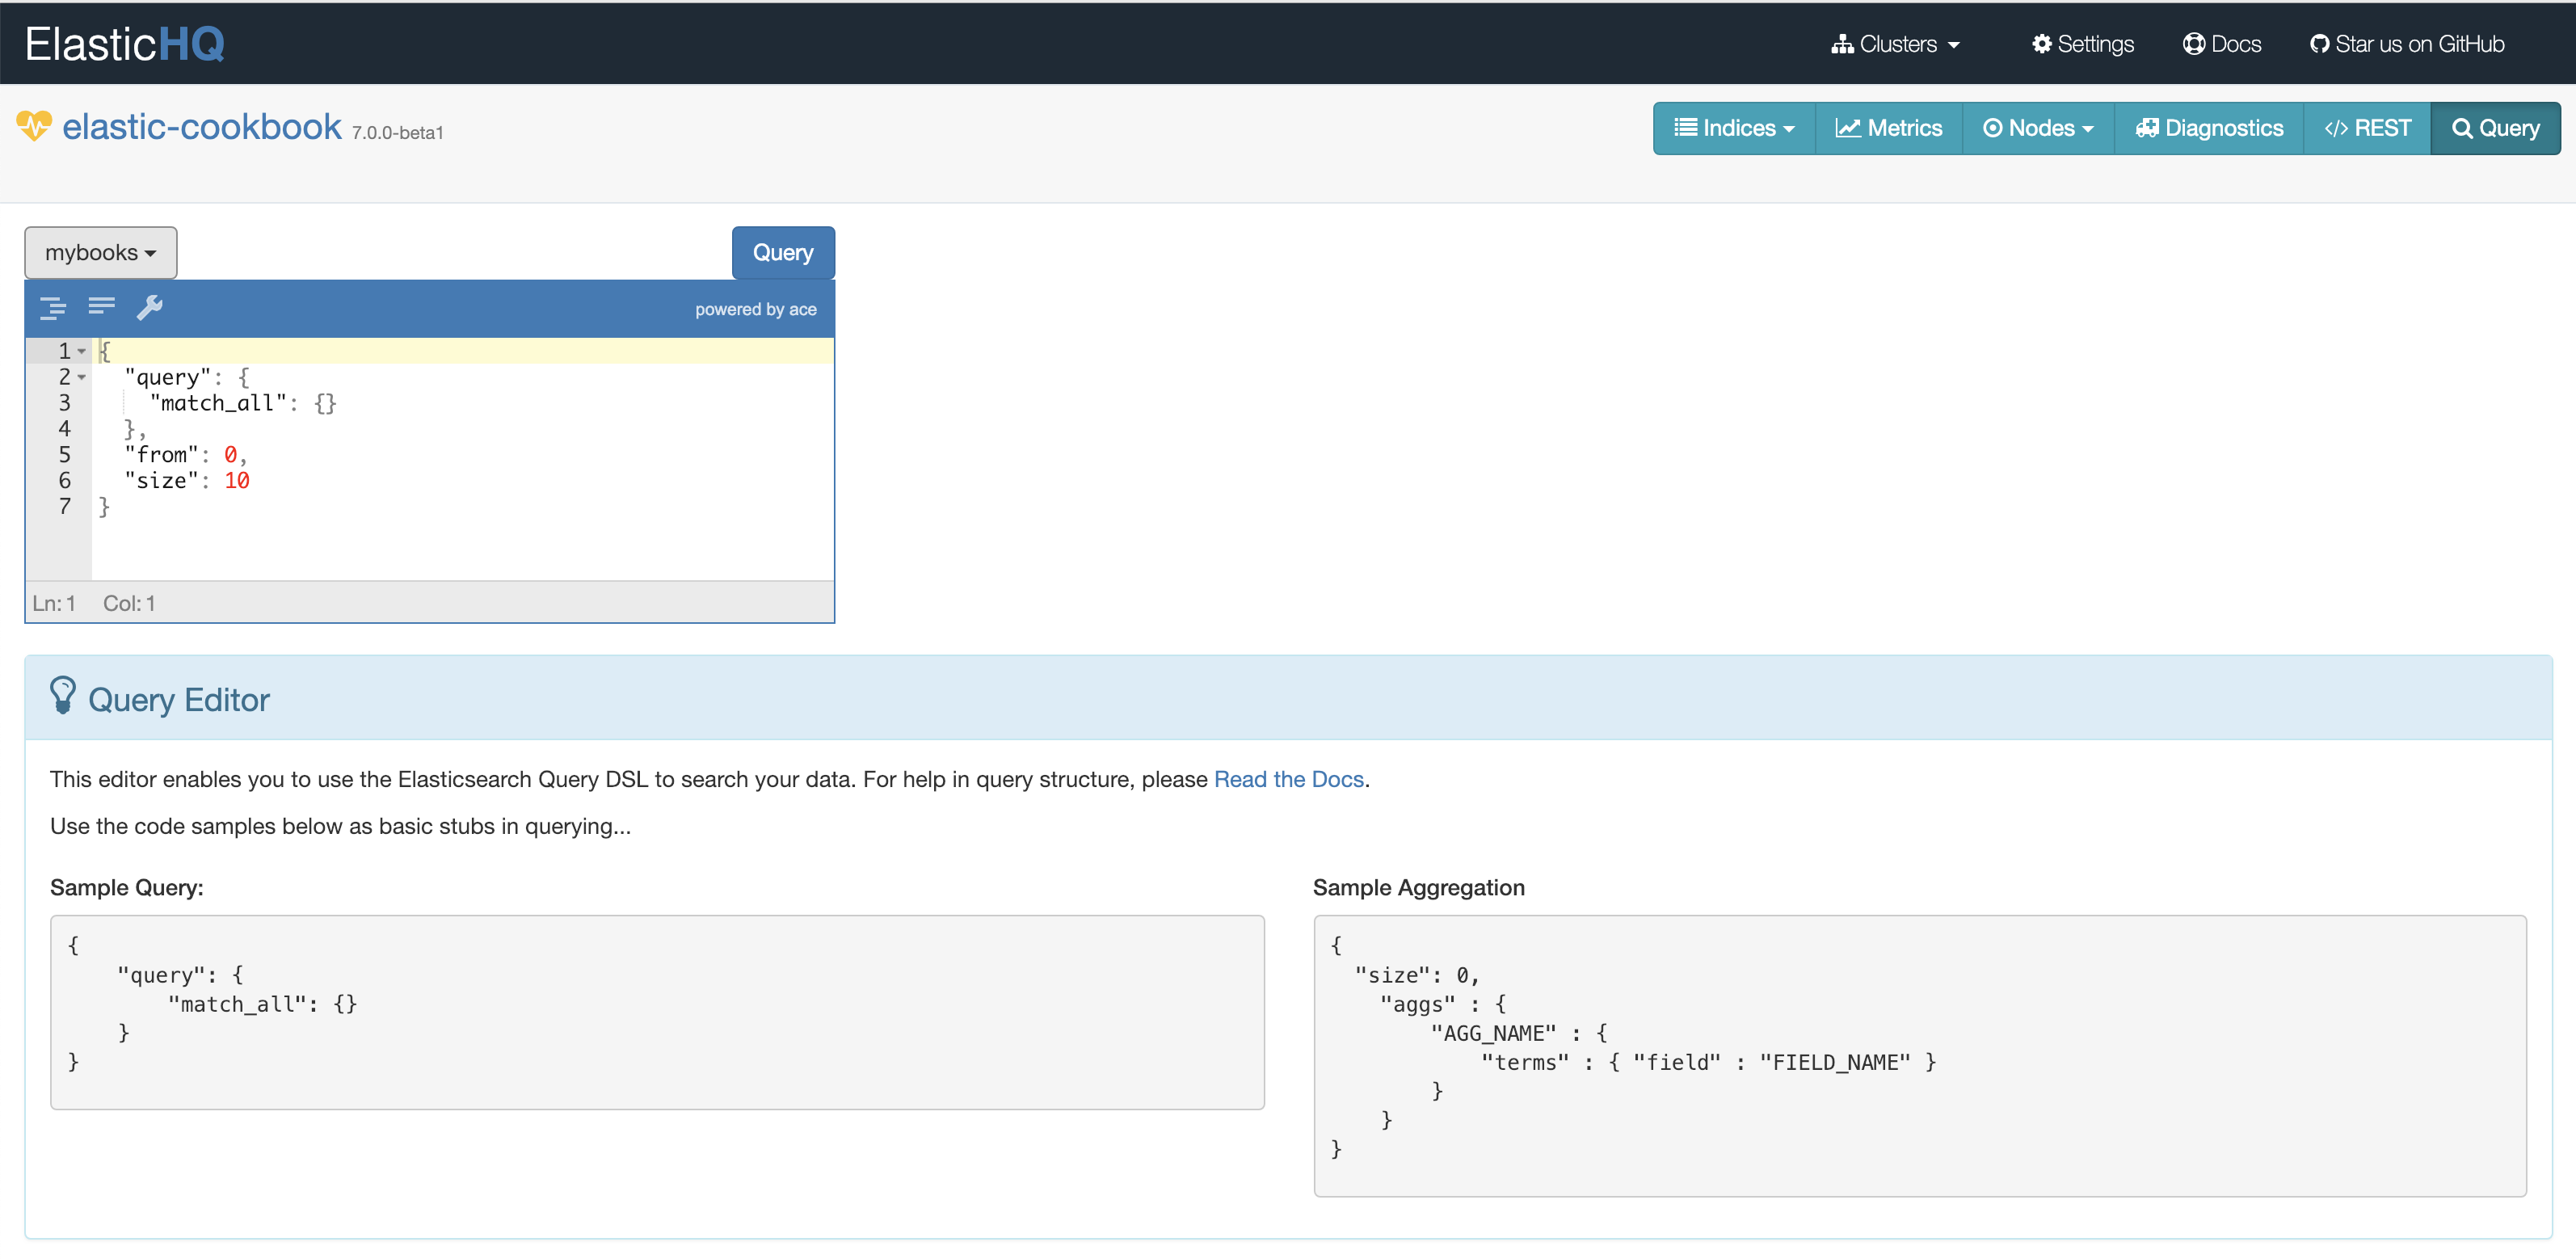 ElasticHQ Clusters Settings Docs Star us on GitHub
elastic-cookbook 7.0.0-beta1 Indices Metrics Nodes Diagnostics </> REST Query
mybooks Query
powered by ace
1 {
2   "query": {
3     "match_all": {}
4   },
5   "from": 0,
6   "size": 10
7 }
Ln: 1 Col: 1
Query Editor
This editor enables you to use the Elasticsearch Query DSL to search your data. For help in query structure, please Read the Docs.
Use the code samples below as basic stubs in querying...
Sample Query:
{
    "query": {
        "match_all": {}
    }
}
Sample Aggregation
{
  "size": 0,
    "aggs" : {
        "AGG_NAME" : {
            "terms" : { "field" : "FIELD_NAME" }
        }
    }
}